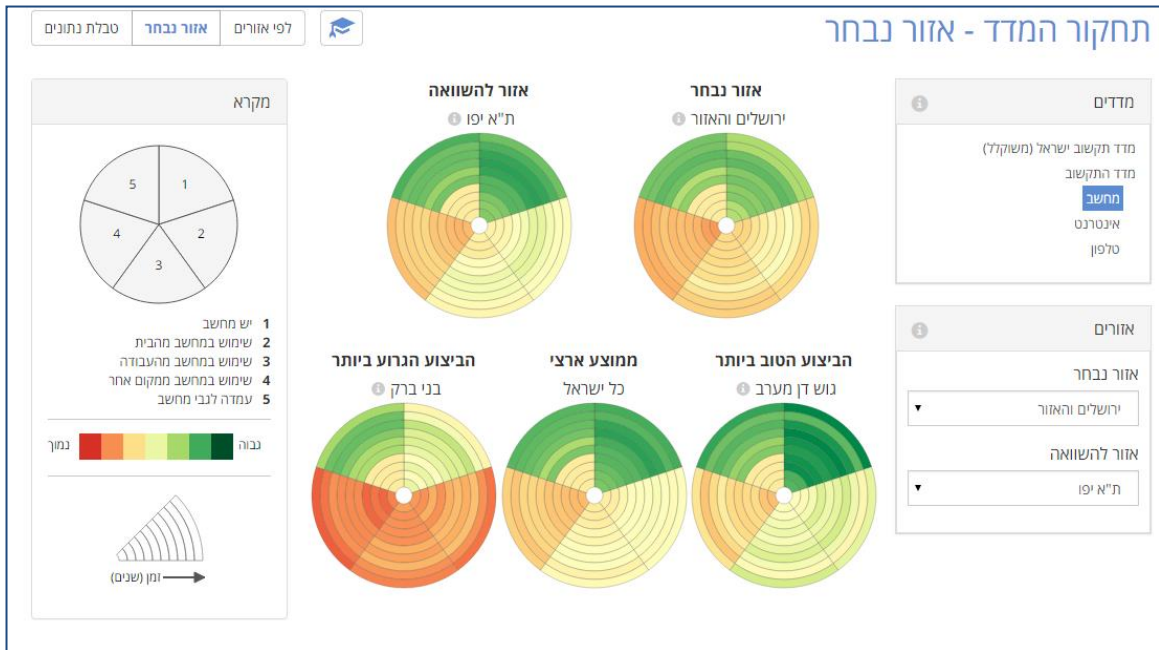 תחקור המדד - אזור נבחר
לפי אזורים
אזור נבחר
טבלת נתונים
מדדים
מדד תקשוב ישראל (משוקלל)
מדד התקשוב
מחשב
אינטרנט
טלפון
אזורים
אזור נבחר
ירושלים והאזור
אזור להשוואה
ת"א יפו
אזור נבחר
ירושלים והאזור
אזור להשוואה
ת"א יפו
הביצוע הטוב ביותר
גוש דן מערב
ממוצע ארצי
כל ישראל
הביצוע הגרוע ביותר
בני ברק
מקרא
5
1
4
2
3
1 יש מחשב
2 שימוש במחשב מהבית
3 שימוש במחשב מהעבודה
4 שימוש במחשב ממקום אחר
5 עמדה לגבי מחשב
גבוה
נמוך
זמן (שנים)